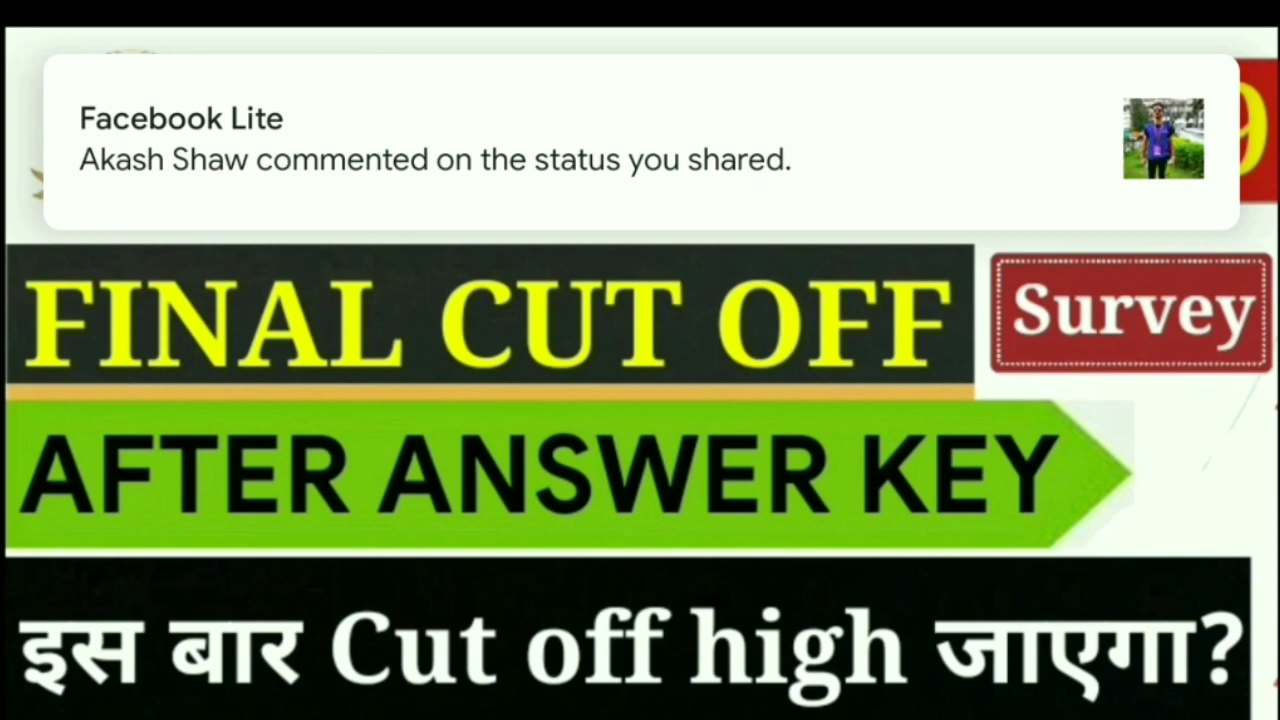 Facebook Lite
Akash Shaw commented on the status you shared.
9
FINAL CUT OFF
Survey
AFTER ANSWER KEY
इस बार Cut off high जाएगा?